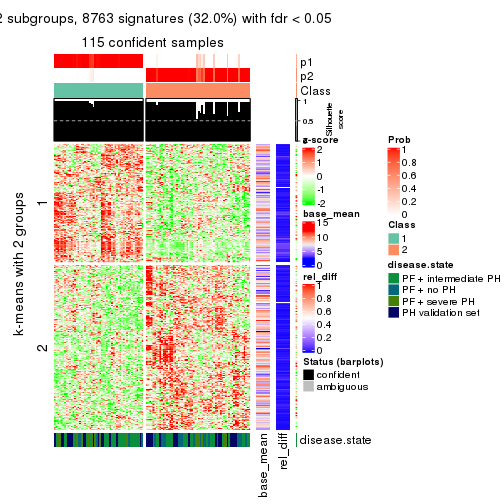 2 subgroups, 8763 signatures (32.0%) with fdr < 0.05
115 confident samples
p1
p2
Class
1
0.5
Silhouette
score
k-means with 2 groups
1
2
z-score
2
1
0
-1
-2
base_mean
15
10
5
0
rel_diff
1
0.8
0.6
0.4
0.2
0
Status (barplots)
confident
ambiguous
Prob
1
0.8
0.6
0.4
0.2
0
Class
1
2
disease.state
PF+ intermediate PH
PF+ no PH
PF+ severe PH
PH validation set
disease.state
base_mean
rel_diff